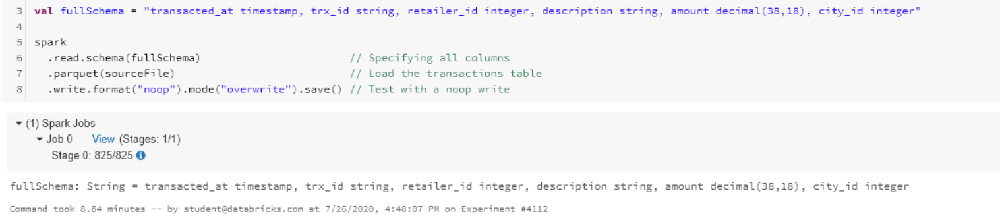 3 val fullSchema = "transacted_at timestamp, trx_id string, retailer_id integer, description string, amount decimal(38,18), city_id integer"
4
5 spark
6 .read.schema(fullSchema) // Specifying all columns
7 .parquet(sourceFile) // Load the transactions table
8 .write.format("noop").mode("overwrite").save() // Test with a noop write
(1) Spark Jobs
Job 0 View (Stages: 1/1)
Stage 0: 825/825
fullSchema: String = transacted_at timestamp, trx_id string, retailer_id integer, description string, amount decimal(38,18), city_id integer
Command took 8.84 minutes -- by student@databricks.com at 7/26/2020, 4:48:07 PM on Experiment #4112